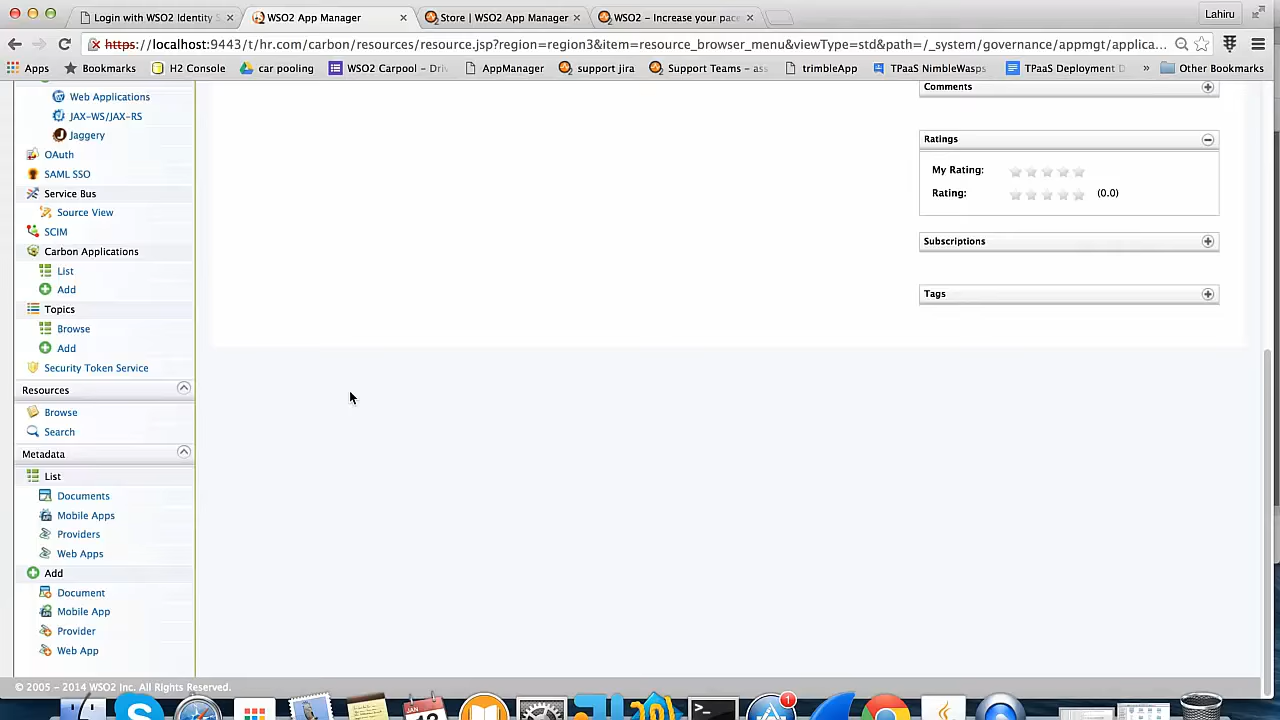 Login with WSO2 Identity S
WSO2 App Manager
Store | WSO2 App Manager
WSO2 – Increase your pace
Lahiru
https://localhost:9443/t/hr.com/carbon/resources/resource.jsp?region=region3&item=resource_browser_menu&viewType=std&path=/_system/governance/appmgt/applica...
Apps
Bookmarks
H2 Console
car pooling
WSO2 Carpool – Dri
AppManager
support jira
Support Teams – ass
trimbleApp
TPaaS NimbleWasp
TPaaS Deployment D
»
Other Bookmarks
Web Applications
JAX-WS/JAX-RS
Jaggery
OAuth
SAML SSO
Service Bus
Source View
SCIM
Carbon Applications
List
Add
Topics
Browse
Add
Security Token Service
Resources
Browse
Search
Metadata
List
Documents
Mobile Apps
Providers
Web Apps
Add
Document
Mobile App
Provider
Web App
Comments
Ratings
My Rating:
Rating: (0.0)
Subscriptions
Tags
© 2005 – 2014 WSO2 Inc. All Rights Reserved.
JAN
1